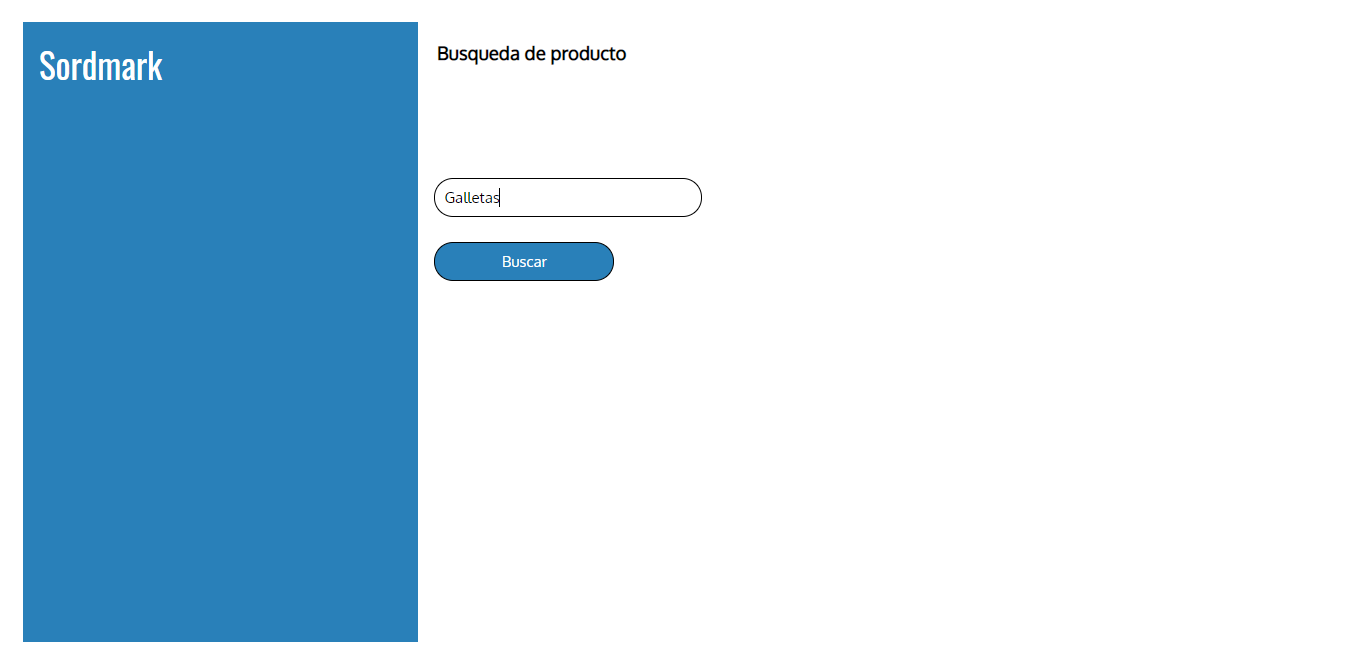 Sordmark
Busqueda de producto
Galletas
Buscar